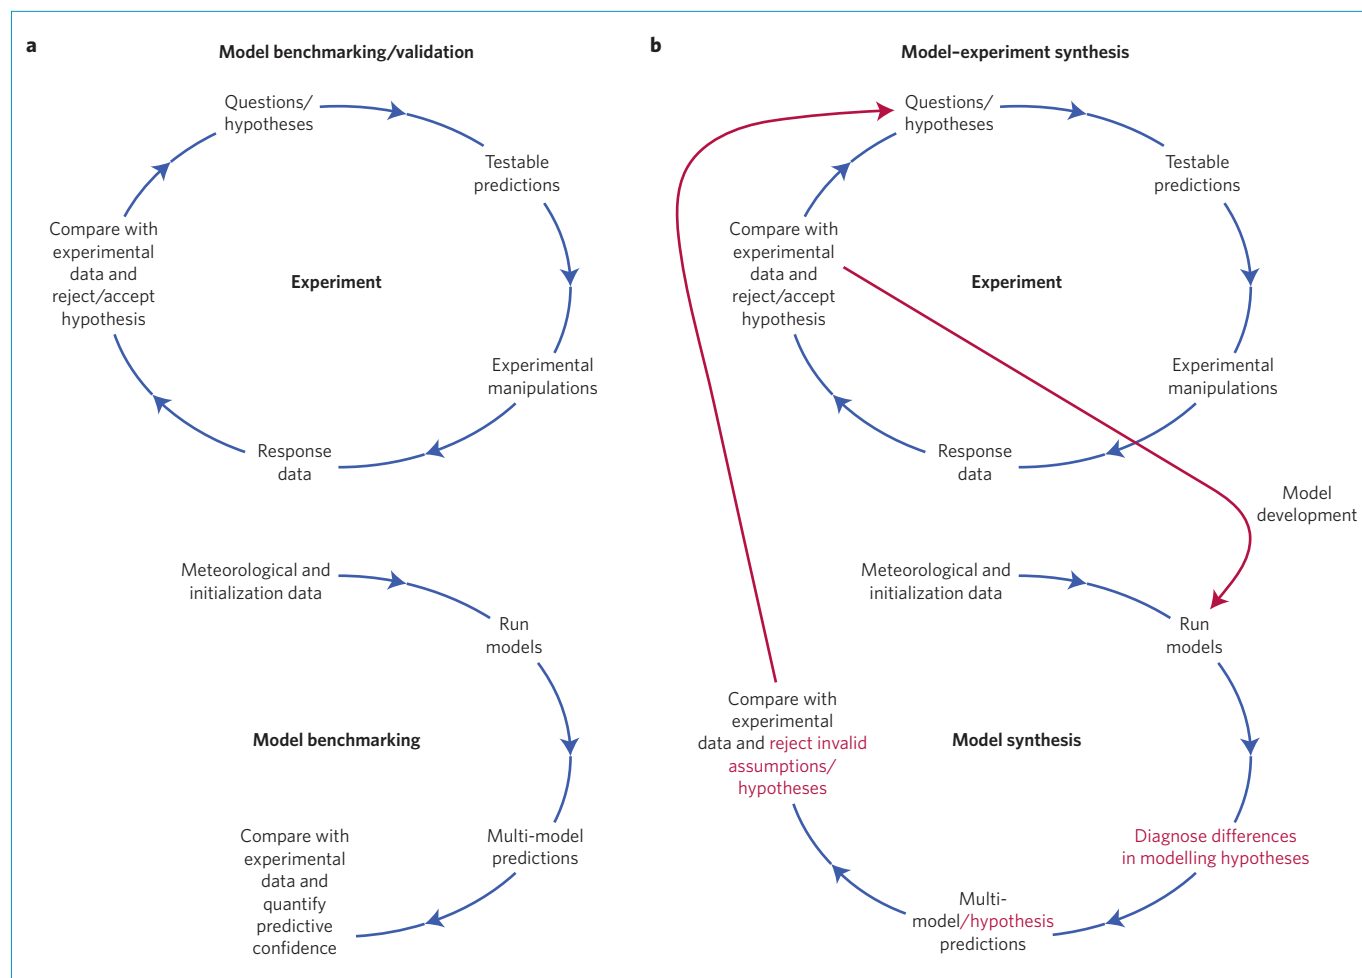 a
Model benchmarking/validation
Questions/
hypotheses
Testable
predictions
Compare with
experimental
data and
reject/accept
hypothesis
Experiment
Experimental
manipulations
Response
data
Meteorological and
initialization data
Run
models
Model benchmarking
Multi-model
predictions
Compare with
experimental
data and
quantify
predictive
confidence
b
Model–experiment synthesis
Questions/
hypotheses
Testable
predictions
Compare with
experimental
data and
reject/accept
hypothesis
Experiment
Experimental
manipulations
Response
data
Model
development
Meteorological and
initialization data
Run
models
Compare with
experimental
data and reject invalid
assumptions/
hypotheses
Model synthesis
Diagnose differences
in modelling hypotheses
Multi-
model/hypothesis
predictions